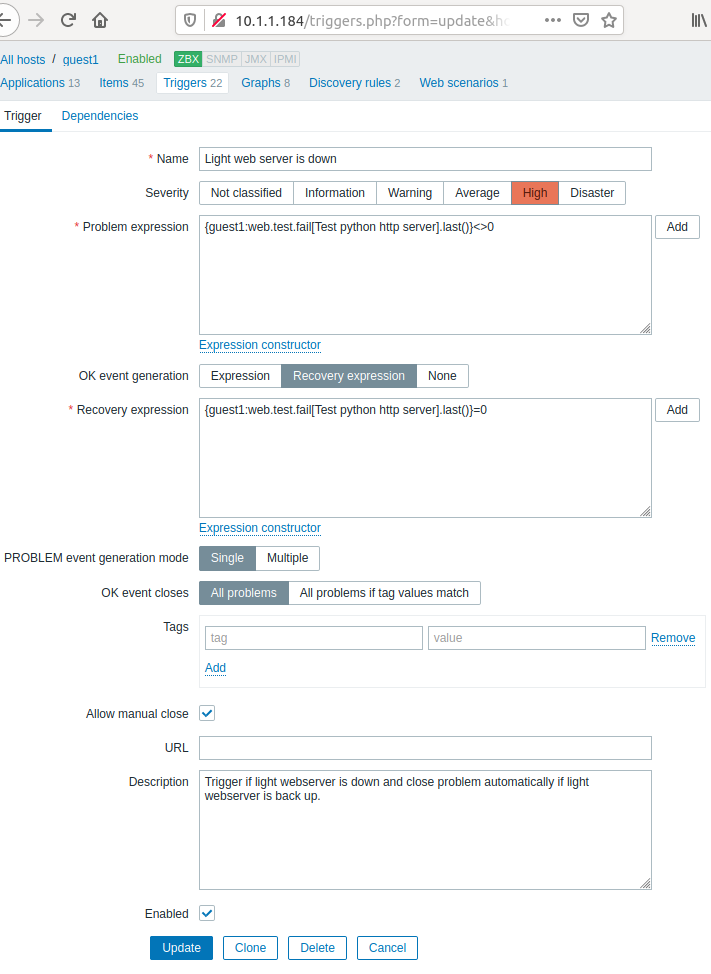 10.1.1.184/triggers.php?form=update&h
All hosts / guest1 Enabled ZBX SNMP JMX IPMI
Applications 13 Items 45 Triggers 22 Graphs 8 Discovery rules 2 Web scenarios 1
Trigger Dependencies
* Name Light web server is down
Severity Not classified Information Warning Average High Disaster
* Problem expression {guest1:web.test.fail[Test python http server].last()}<>0 Add
Expression constructor
OK event generation Expression Recovery expression None
* Recovery expression {guest1:web.test.fail[Test python http server].last()}=0 Add
Expression constructor
PROBLEM event generation mode Single Multiple
OK event closes All problems All problems if tag values match
Tags
tag value Remove
Add
Allow manual close
URL
Description Trigger if light webserver is down and close problem automatically if light
webserver is back up.
Enabled
Update Clone Delete Cancel